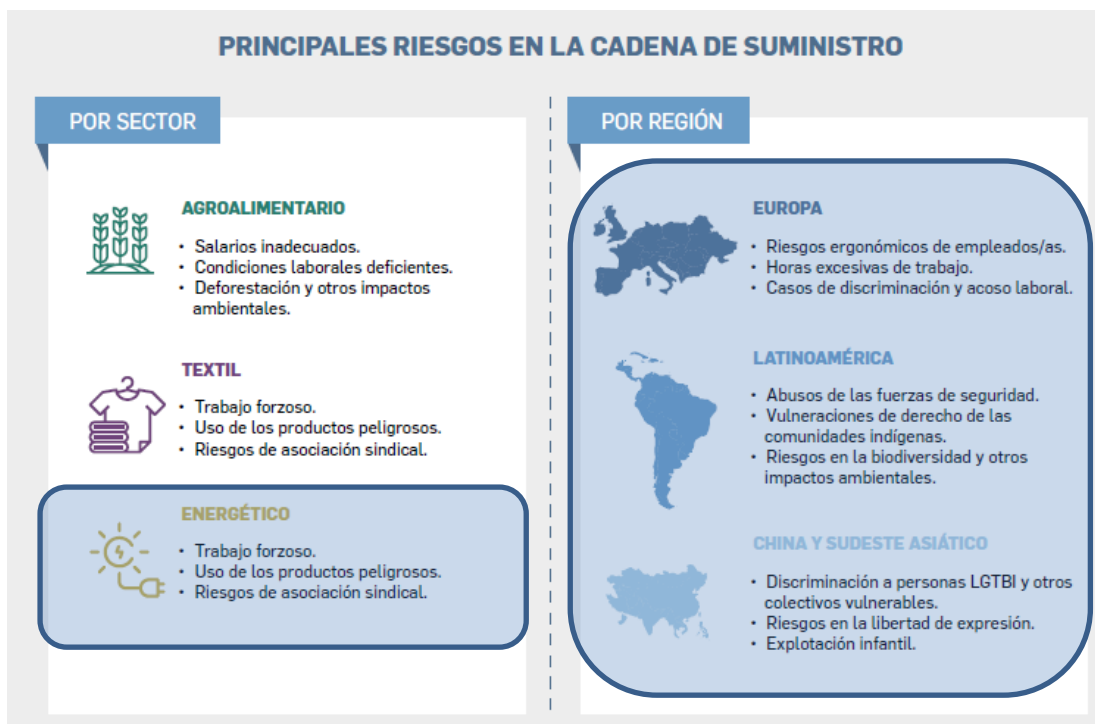 PRINCIPALES RIESGOS EN LA CADENA DE SUMINISTRO
POR SECTOR
AGROALIMENTARIO
• Salarios inadecuados.
• Condiciones laborales deficientes.
• Deforestación y otros impactos
ambientales.
TEXTIL
• Trabajo forzoso.
• Uso de los productos peligrosos.
• Riesgos de asociación sindical.
ENERGÉTICO
• Trabajo forzoso.
• Uso de los productos peligrosos.
• Riesgos de asociación sindical.
POR REGIÓN
EUROPA
• Riesgos ergonómicos de empleados/as.
• Horas excesivas de trabajo.
• Casos de discriminación y acoso laboral.
LATINOAMÉRICA
• Abusos de las fuerzas de seguridad.
• Vulneraciones de derecho de las
comunidades indígenas.
• Riesgos en la biodiversidad y otros
impactos ambientales.
CHINA Y SUDESTE ASIÁTICO
• Discriminación a personas LGTBI y otros
colectivos vulnerables.
• Riesgos en la libertad de expresión.
• Explotación infantil.